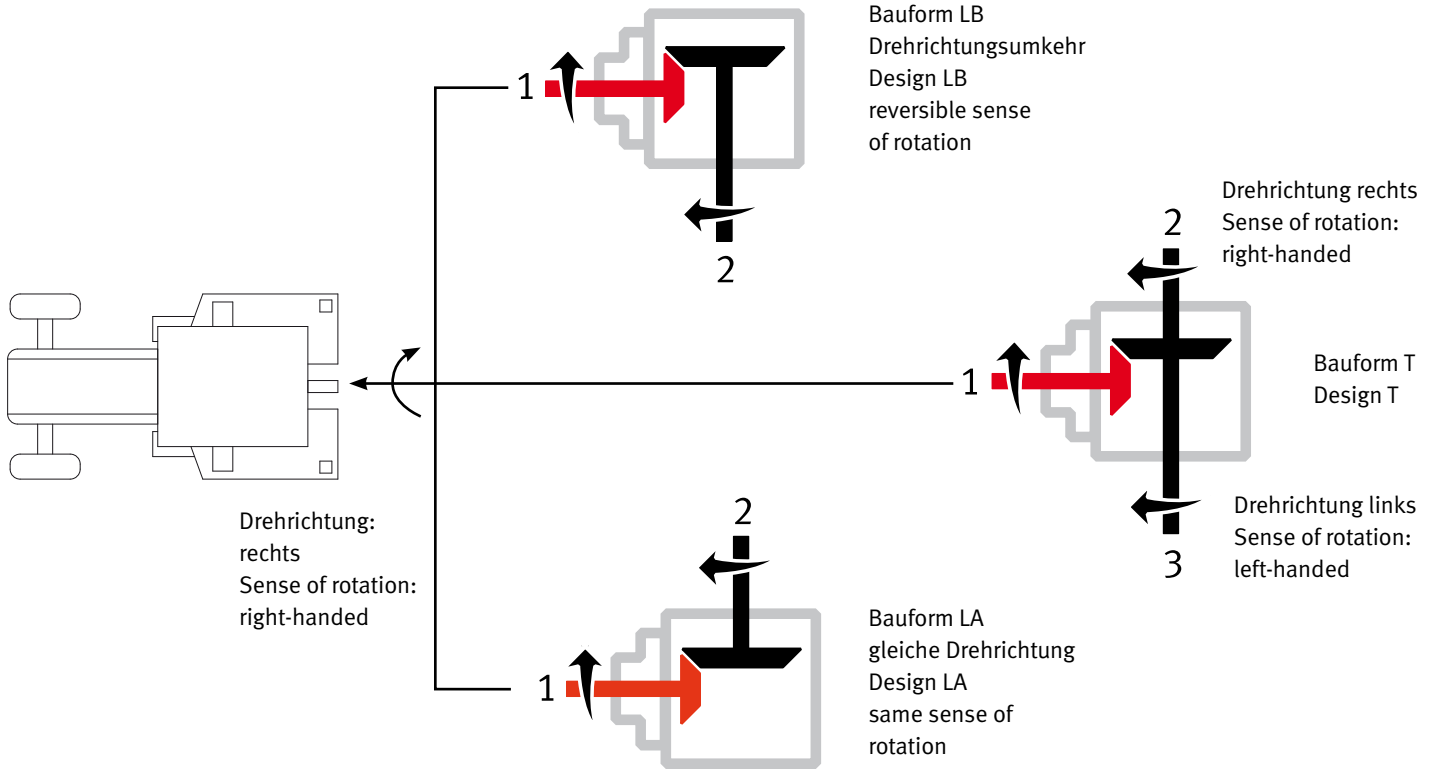 Bauform LB
Drehrichtungsumkehr
Design LB
reversible sense
of rotation
1
2
Drehrichtung rechts
Sense of rotation:
right-handed
2
1
Bauform T
Design T
Drehrichtung links
Sense of rotation:
left-handed
3
Drehrichtung:
rechts
Sense of rotation:
right-handed
2
1
Bauform LA
gleiche Drehrichtung
Design LA
same sense of
rotation